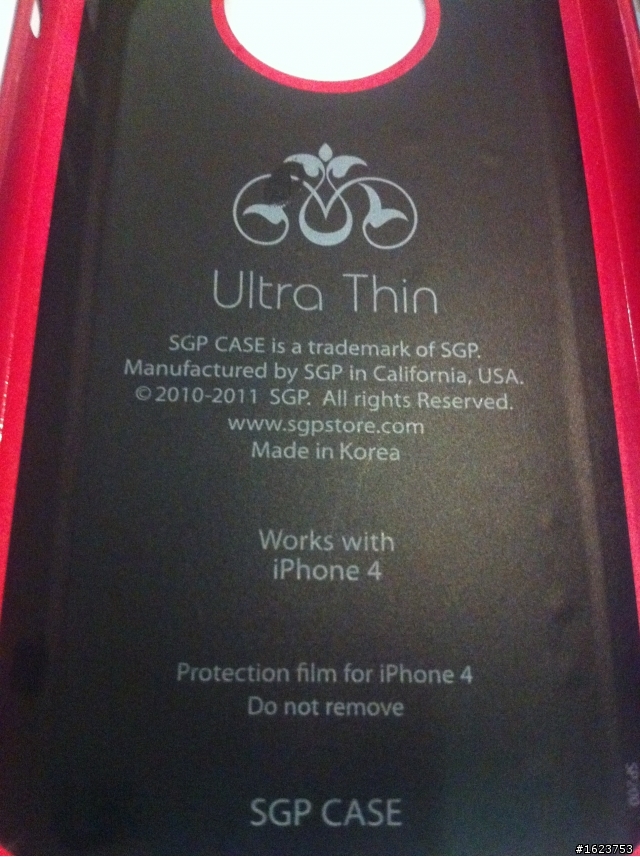 Ultra Thin
SGP CASE is a trademark of SGP.
Manufactured by SGP in California, USA.
© 2010-2011 SGP. All rights Reserved.
www.sgpstore.com
Made in Korea
Works with
iPhone 4
Protection film for iPhone 4
Do not remove
SGP CASE
#1623753